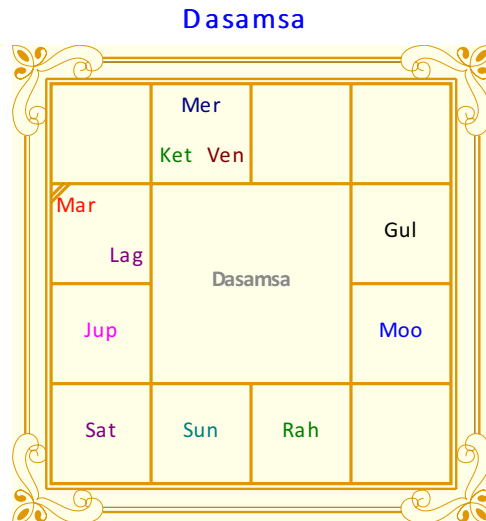 Dasamsa
Mer
Ket Ven
Mar
Lag
Gul
Dasamsa
Jup
Moo
Sat
Sun
Rah